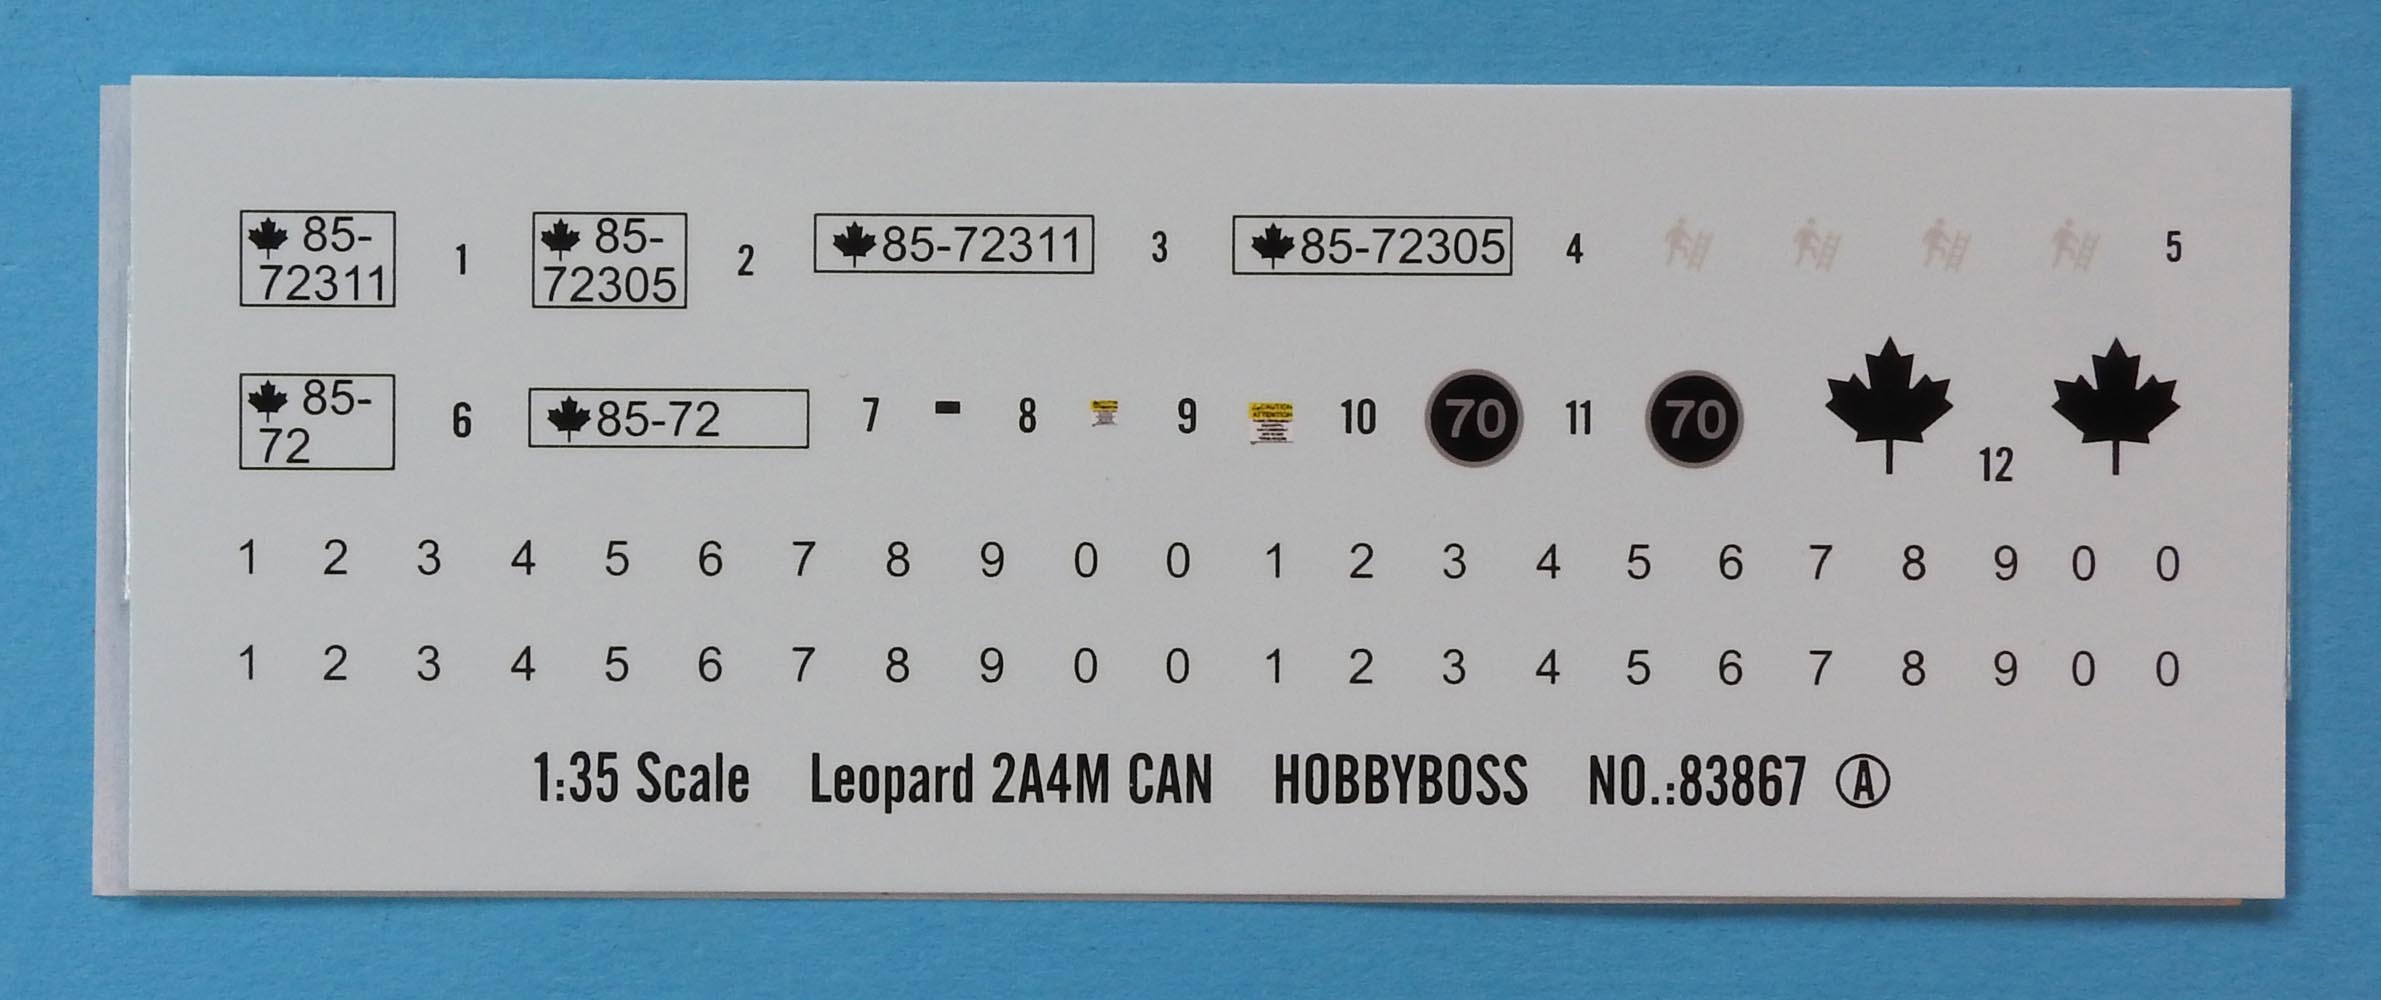 85- 1 85- 2 85-72311 3 85-72305 4 5
72311 72305
85- 6 85-72 7 8 9 CAUTION 10 70 11 70 12
72 ATTENTION
1 2 3 4 5 6 7 8 9 0 0 1 2 3 4 5 6 7 8 9 0 0
1 2 3 4 5 6 7 8 9 0 0 1 2 3 4 5 6 7 8 9 0 0
1:35 Scale Leopard 2A4M CAN HOBBYBOSS NO.:83867 A